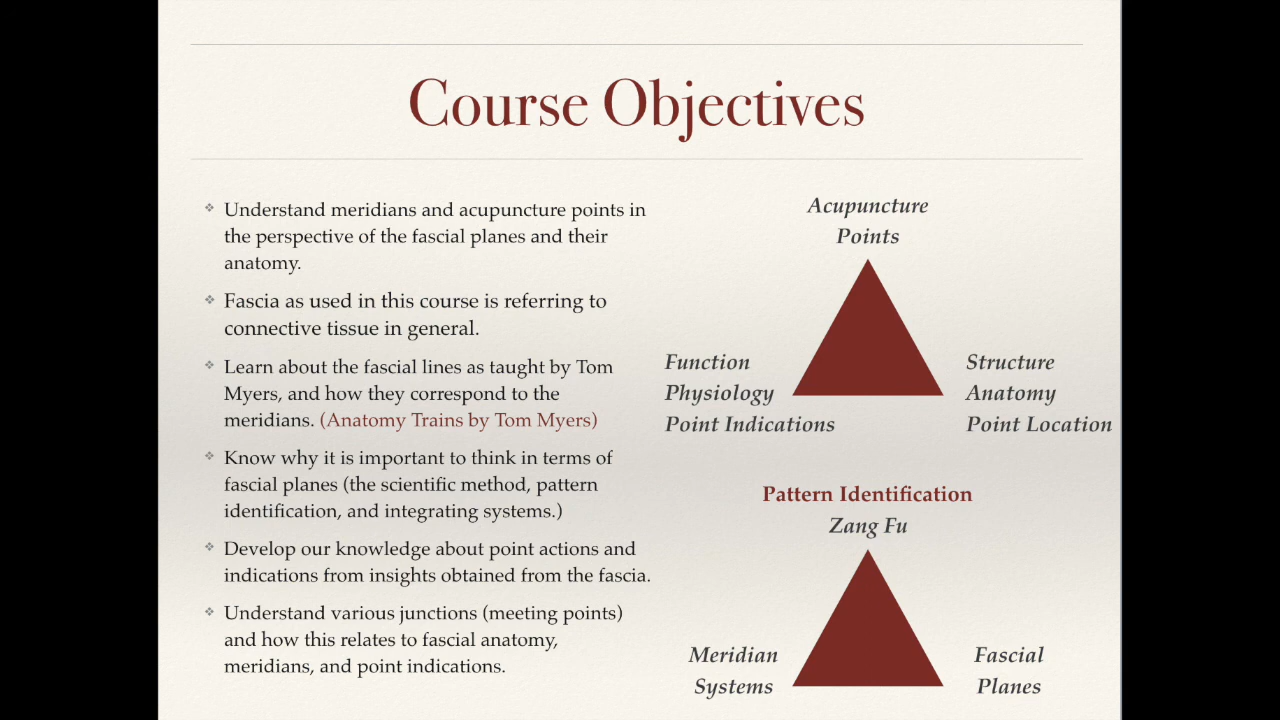 Course Objectives
Understand meridians and acupuncture points in
the perspective of the fascial planes and their
anatomy.
Fascia as used in this course is referring to
connective tissue in general.
Learn about the fascial lines as taught by Tom
Myers, and how they correspond to the
meridians. (Anatomy Trains by Tom Myers)
Know why it is important to think in terms of
fascial planes (the scientific method, pattern
identification, and integrating systems.)
Develop our knowledge about point actions and
indications from insights obtained from the fascia.
Understand various junctions (meeting points)
and how this relates to fascial anatomy,
meridians, and point indications.
Acupuncture
Points
Function
Physiology
Point Indications
Structure
Anatomy
Point Location
Pattern Identification
Zang Fu
Meridian
Systems
Fascial
Planes